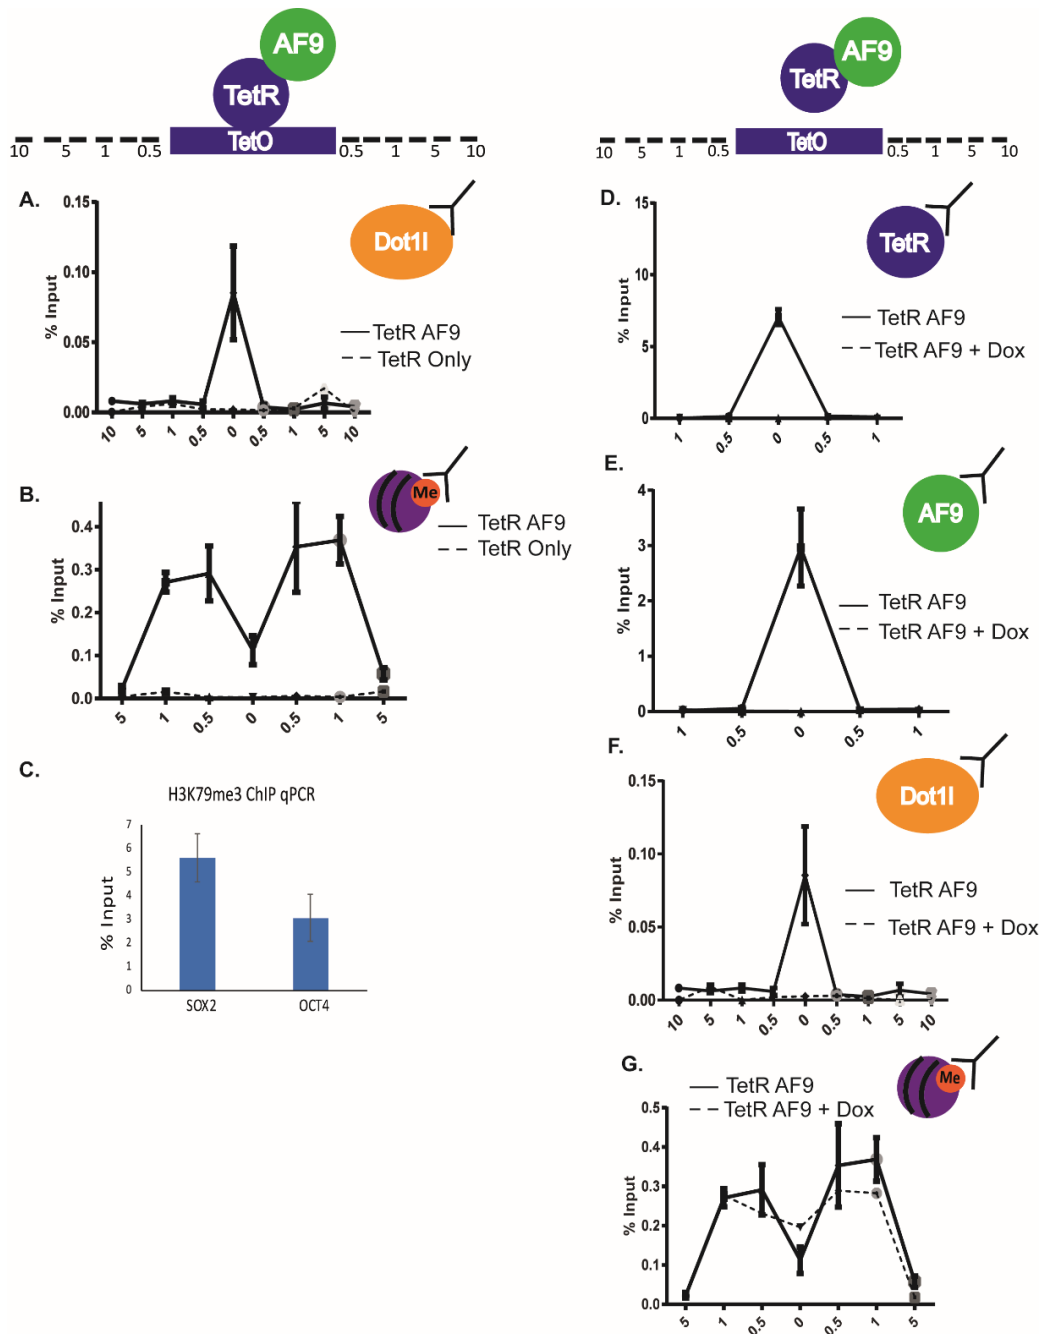 AF9
TetR
TetO
10 5 1 0.5 0.5 1 5 10
AF9
TetR
TetO
10 5 1 0.5 0.5 1 5 10
A.
Dot1l
% Input
0.15
0.10
0.05
0.00
TetR AF9
TetR Only
10 5 1 0.5 0 0.5 1 5 10
B.
Me
% Input
0.4
0.3
0.2
0.1
0.0
TetR AF9
TetR Only
5 1 0.5 0 0.5 1 5
C.
H3K79me3 ChIP qPCR
% Input
7
6
5
4
3
2
1
0
SOX2 OCT4
D.
TetR
% Input
15
10
5
0
TetR AF9
TetR AF9 + Dox
1 0.5 0 0.5 1
E.
AF9
% Input
4
3
2
1
0
TetR AF9
TetR AF9 + Dox
1 0.5 0 0.5 1
F.
Dot1l
% Input
0.15
0.10
0.05
0.00
TetR AF9
TetR AF9 + Dox
10 5 1 0.5 0 0.5 1 5 10
G.
Me
TetR AF9
TetR AF9 + Dox
% Input
0.5
0.4
0.3
0.2
0.1
0.0
5 1 0.5 0 0.5 1 5